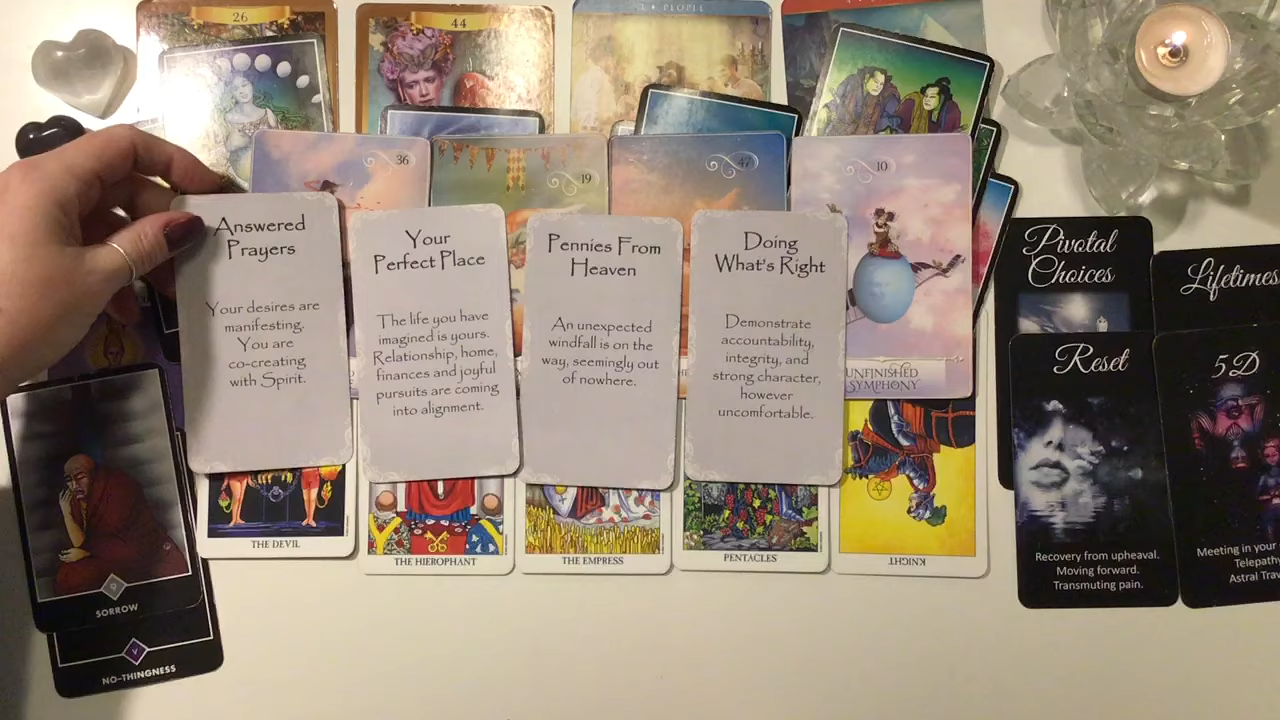 26
44
PEOPLE
36
19
47
10
Answered
Prayers
Your desires are
manifesting.
You are
co-creating
with Spirit.
Your
Perfect Place
The life you have
imagined is yours.
Relationship, home,
finances and joyful
pursuits are coming
into alignment.
Pennies From
Heaven
An unexpected
windfall is on the
way, seemingly out
of nowhere.
Doing
What's Right
Demonstrate
accountability,
integrity, and
strong character,
however
uncomfortable.
UNFINISHED
SYMPHONY
Pivotal
Choices
Lifetimes
Reset
Recovery from upheaval.
Moving forward.
Transmuting pain.
5D
Meeting in your
Telepathy
Astral Trav
THE DEVIL
THE HIEROPHANT
THE EMPRESS
PENTACLES
KNIGHT
SORROW
V
NO-THINGNESS